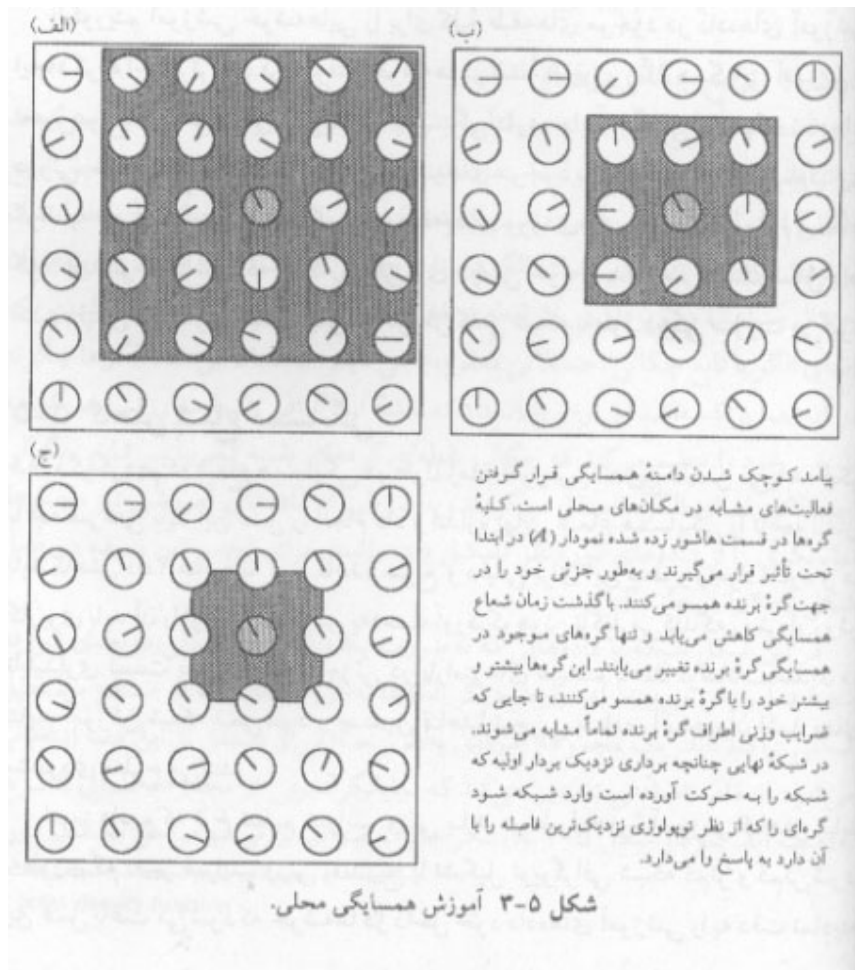 (الف)
(ب)
(ج)
پیامد کوچک شدن دامنهٔ همسایگی قرار گرفتن
فعالیت‌های مشابه در مکان‌های محلی است. کلیهٔ
گره‌ها در قسمت هاشور زده شده نمودار (A) در ابتدا
تحت تأثیر قرار می‌گیرند و به‌طور جزئی خود را در
جهت گرهٔ برنده همسو می‌کنند. با گذشت زمان شعاع
همسایگی کاهش می‌یابد و تنها گره‌های موجود در
همسایگی گرهٔ برنده تغییر می‌یابند. این گره‌ها بیشتر و
بیشتر خود را با گرهٔ برنده همسو می‌کنند، تا جایی که
ضرایب وزنی اطراف گرهٔ برنده تماماً مشابه می‌شوند.
در شبکهٔ نهایی چنانچه برداری نزدیک بردار اولیه که
شبکه را به حرکت آورده است وارد شبکه شود
گره‌ای را که از نظر توپولوژی نزدیک‌ترین فاصله را با
آن دارد به پاسخ وا می‌دارد.
شکل ۵-۳ آموزش همسایگی محلی.